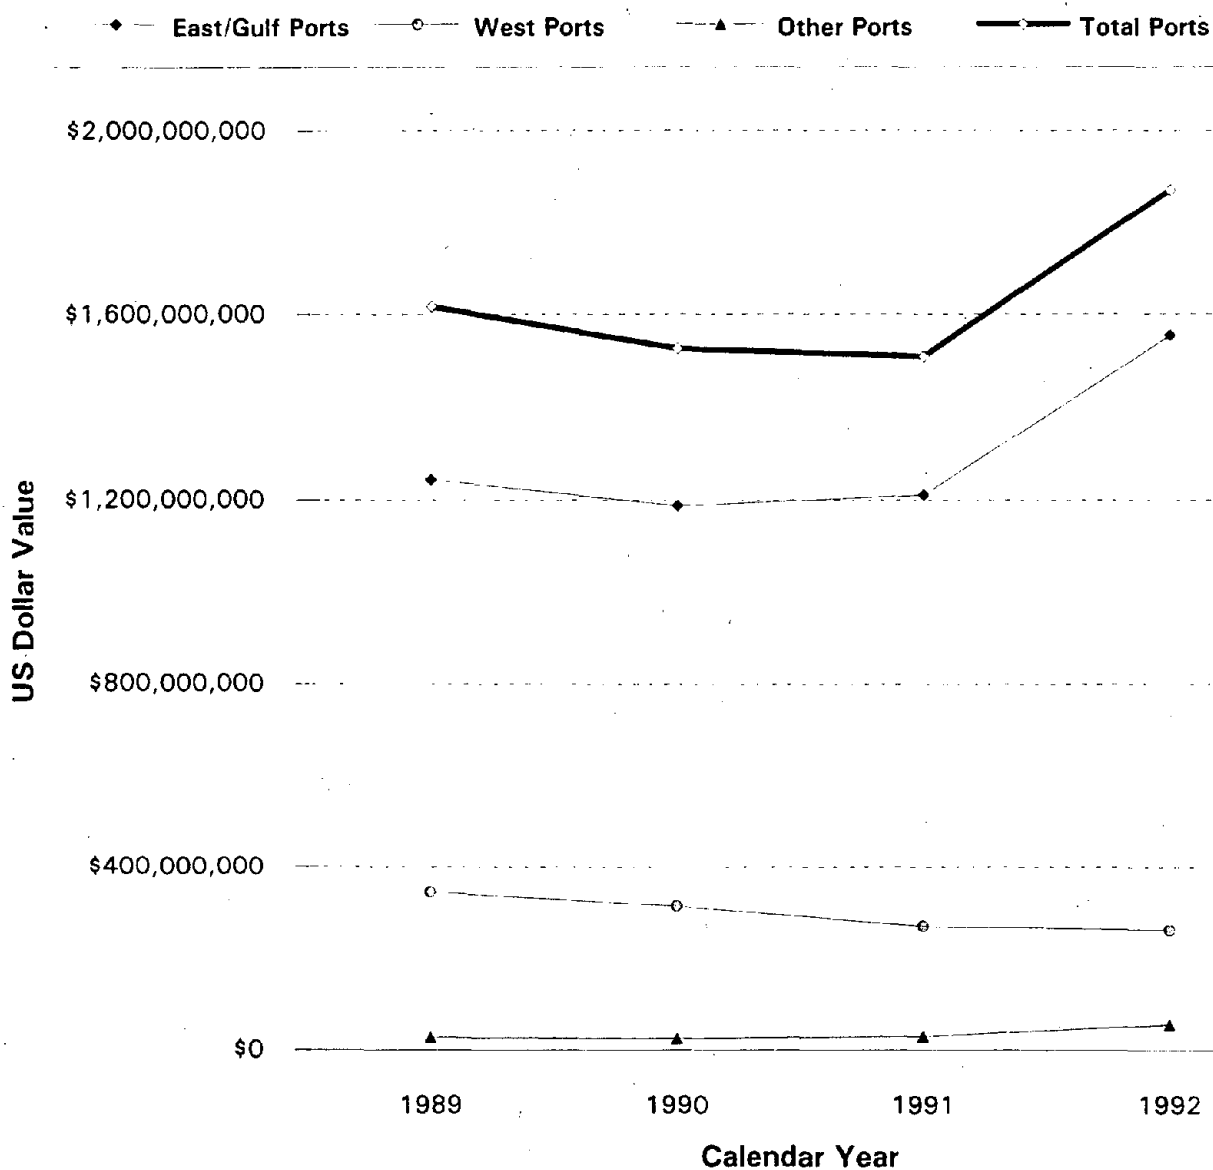 East/Gulf Ports West Ports Other Ports Total Ports
$2,000,000,000
$1,600,000,000
$1,200,000,000
$800,000,000
$400,000,000
$0
US Dollar Value
1989 1990 1991 1992
Calendar Year